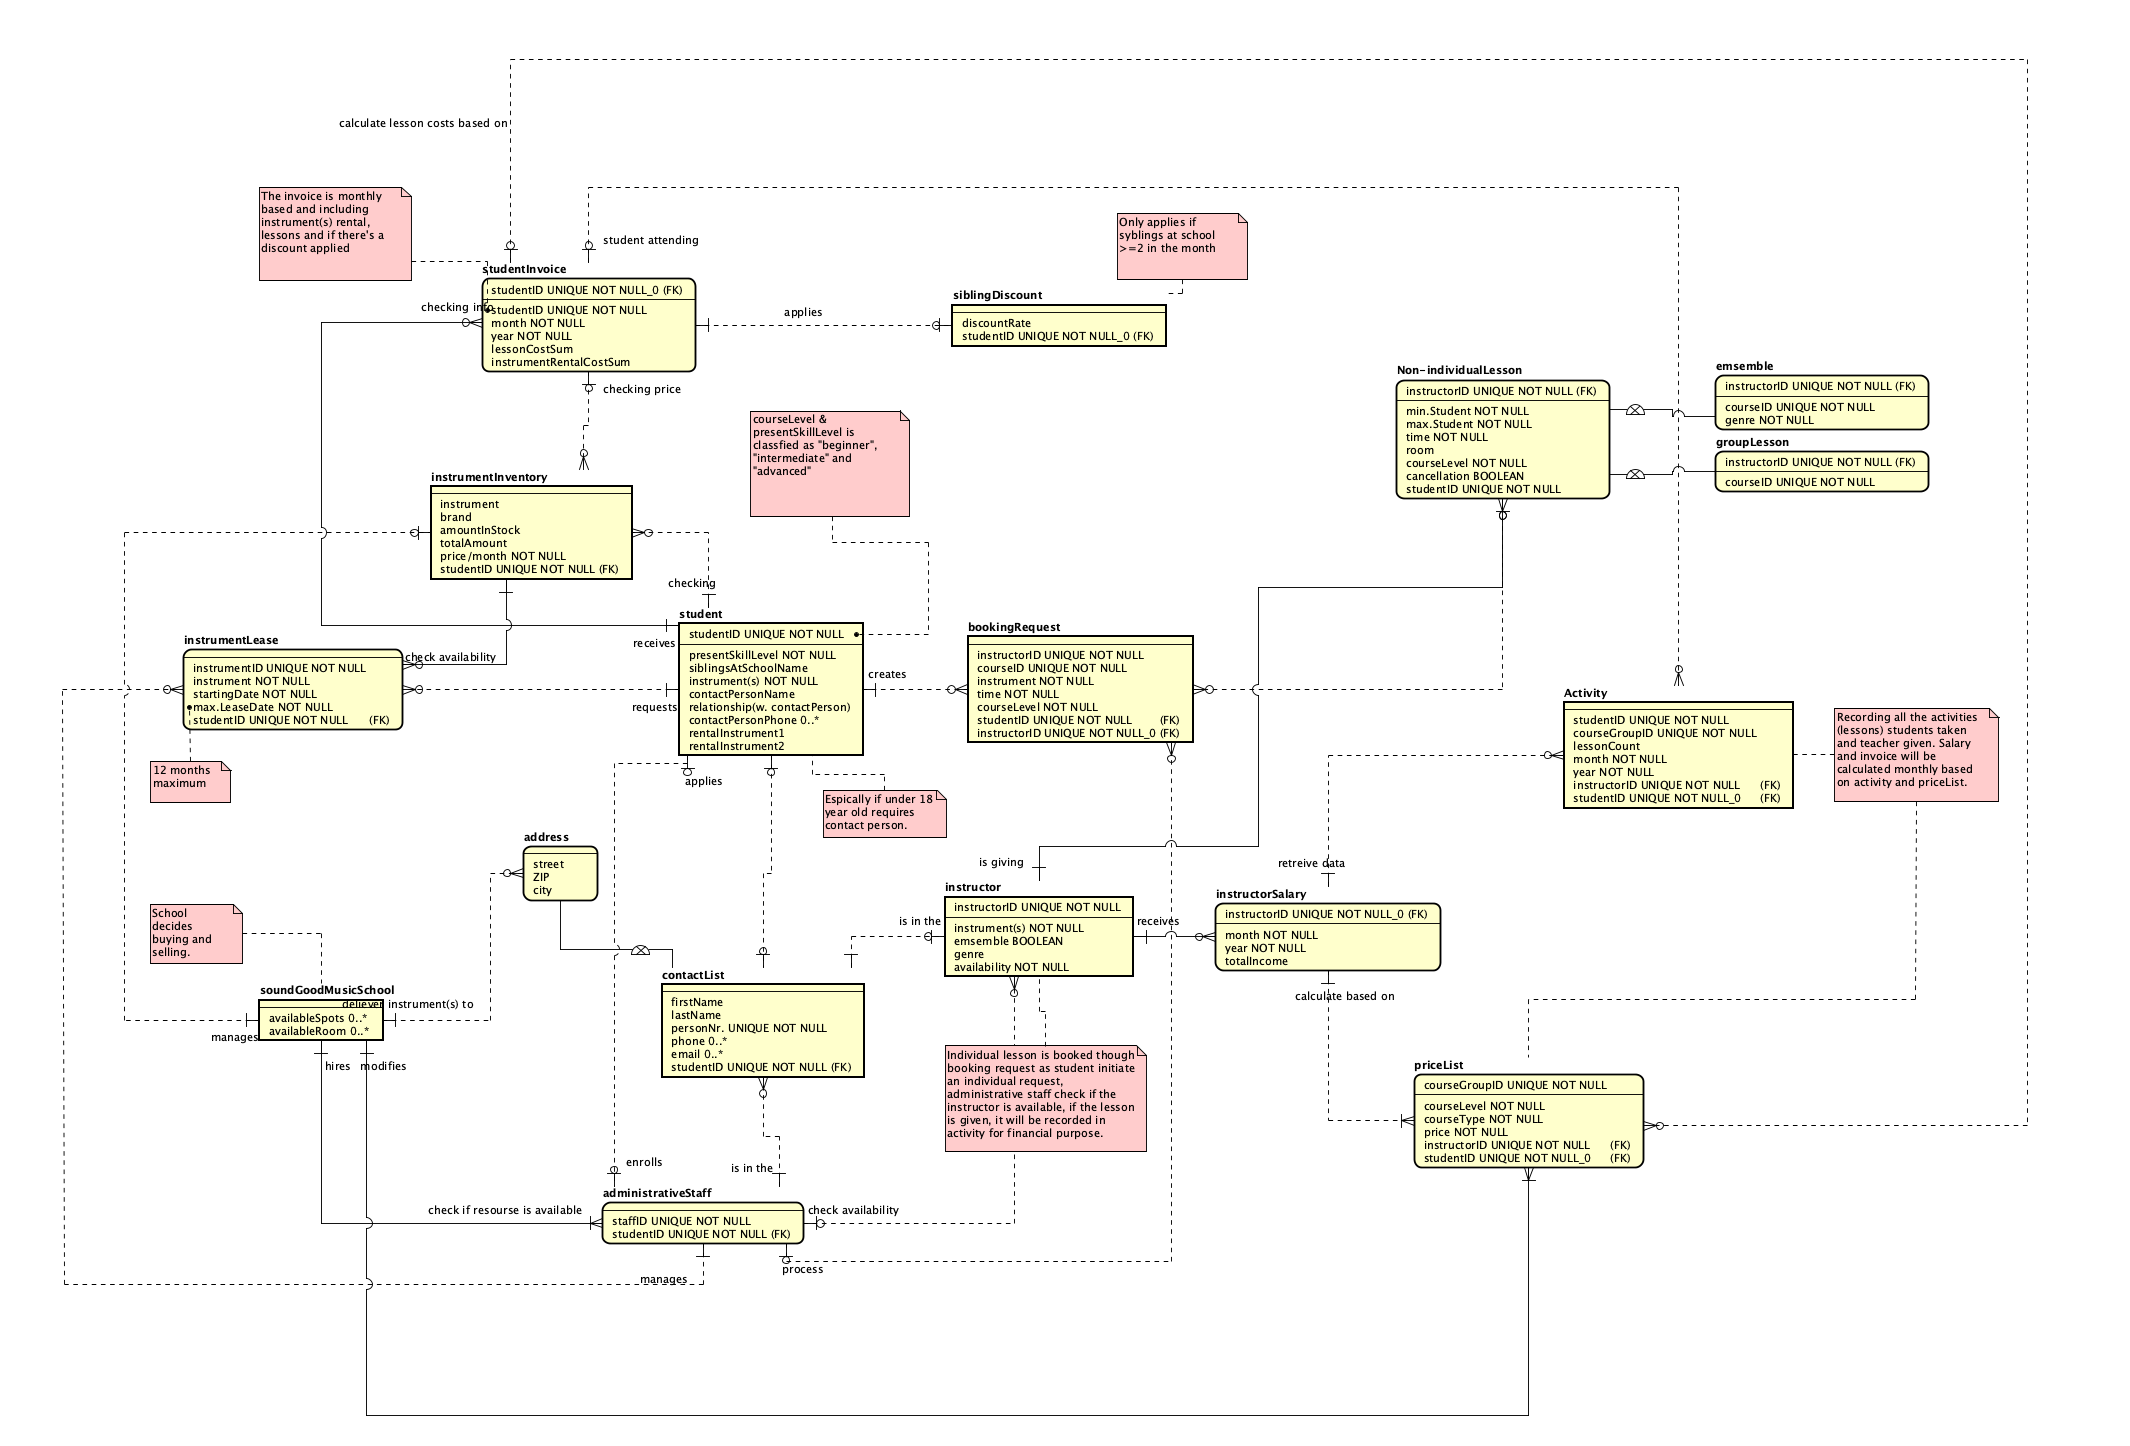 calculate lesson costs based on
The invoice is monthly
based and including
instrument(s) rental,
lessons and if there's a
discount applied
student attending
Only applies if
syblings at school
>=2 in the month
studentInvoice
studentID UNIQUE NOT NULL_0 (FK)
studentID UNIQUE NOT NULL
month NOT NULL
year NOT NULL
lessonCostSum
instrumentRentalCostSum
checking info
applies
siblingDiscount
discountRate
studentID UNIQUE NOT NULL_0 (FK)
checking price
Non-individualLesson
instructorID UNIQUE NOT NULL (FK)
min.Student NOT NULL
max.Student NOT NULL
time NOT NULL
room
courseLevel NOT NULL
cancellation BOOLEAN
studentID UNIQUE NOT NULL
emsemble
instructorID UNIQUE NOT NULL (FK)
courseID UNIQUE NOT NULL
genre NOT NULL
groupLesson
instructorID UNIQUE NOT NULL (FK)
courseID UNIQUE NOT NULL
courseLevel &
presentSkillLevel is
classfied as "beginner",
"intermediate" and
"advanced"
instrumentInventory
instrument
brand
amountInStock
totalAmount
price/month NOT NULL
studentID UNIQUE NOT NULL (FK)
checking
student
studentID UNIQUE NOT NULL
presentSkillLevel NOT NULL
siblingsAtSchoolName
instrument(s) NOT NULL
contactPersonName
relationship(w. contactPerson)
contactPersonPhone 0..*
rentalInstrument1
rentalInstrument2
receives
requests
creates
applies
instrumentLease
instrumentID UNIQUE NOT NULL
instrument NOT NULL
startingDate NOT NULL
max.LeaseDate NOT NULL
studentID UNIQUE NOT NULL (FK)
check availability
12 months
maximum
bookingRequest
instructorID UNIQUE NOT NULL
courseID UNIQUE NOT NULL
instrument NOT NULL
time NOT NULL
courseLevel NOT NULL
studentID UNIQUE NOT NULL (FK)
instructorID UNIQUE NOT NULL_0 (FK)
Activity
studentID UNIQUE NOT NULL
courseGroupID UNIQUE NOT NULL
lessonCount
month NOT NULL
year NOT NULL
instructorID UNIQUE NOT NULL (FK)
studentID UNIQUE NOT NULL_0 (FK)
Recording all the activities
(lessons) students taken
and teacher given. Salary
and invoice will be
calculated monthly based
on activity and priceList.
Espically if under 18
year old requires
contact person.
address
street
ZIP
city
School
decides
buying and
selling.
is giving
retreive data
instructor
instructorID UNIQUE NOT NULL
instrument(s) NOT NULL
emsemble BOOLEAN
genre
availability NOT NULL
is in the
receives
instructorSalary
instructorID UNIQUE NOT NULL_0 (FK)
month NOT NULL
year NOT NULL
totalIncome
calculate based on
contactList
firstName
lastName
personNr. UNIQUE NOT NULL
phone 0..*
email 0..*
studentID UNIQUE NOT NULL (FK)
soundGoodMusicSchool
deliever instrument(s) to
availableSpots 0..*
availableRoom 0..*
manages
hires
modifies
Individual lesson is booked though
booking request as student initiate
an individual request,
administrative staff check if the
instructor is available, if the lesson
is given, it will be recorded in
activity for financial purpose.
priceList
courseGroupID UNIQUE NOT NULL
courseLevel NOT NULL
courseType NOT NULL
price NOT NULL
instructorID UNIQUE NOT NULL (FK)
studentID UNIQUE NOT NULL_0 (FK)
enrolls
is in the
administrativeStaff
staffID UNIQUE NOT NULL
studentID UNIQUE NOT NULL (FK)
check if resourse is available
check availability
manages
process